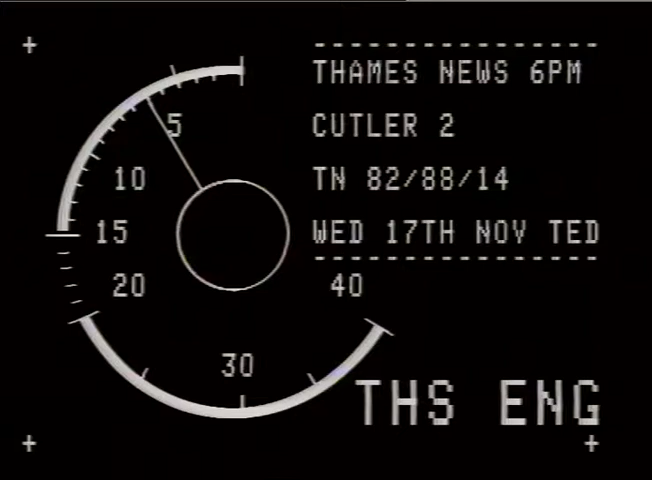 THAMES NEWS 6PM
CUTLER 2
TN 82/88/14
WED 17TH NOV TED
5
10
15
20
30
40
THS ENG